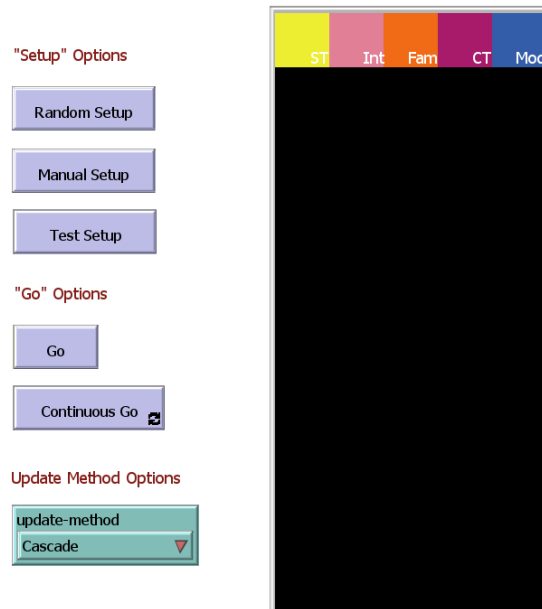 "Setup" Options
Random Setup
Manual Setup
Test Setup
"Go" Options
Go
Continuous Go
Update Method Options
update-method
Cascade
ST Int Fam CT Moo